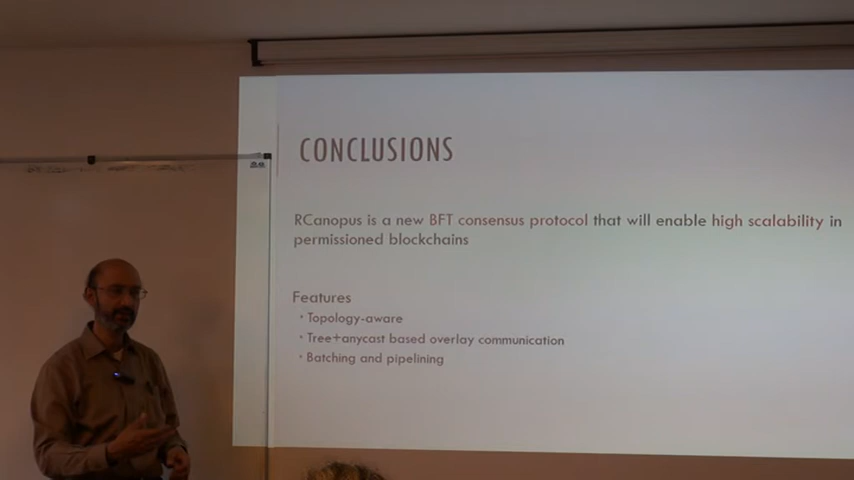 CONCLUSIONS
RCanopus is a new BFT consensus protocol that will enable high scalability in
permissioned blockchains
Features
• Topology-aware
• Tree+anycast based overlay communication
• Batching and pipelining